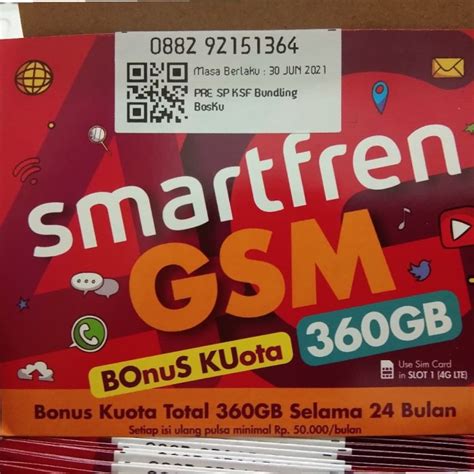 0882 92151364
Masa Berlaku : 30 JUN 2021
PRE SP KSF Bundling
BosKu
4G
smartfren
GSM
BOnuS KUota
360GB
Use Sim Card
in SLOT 1 (4G LTE)
Bonus Kuota Total 360GB Selama 24 Bulan
Setiap isi ulang pulsa minimal Rp. 50.000/bulan
0882